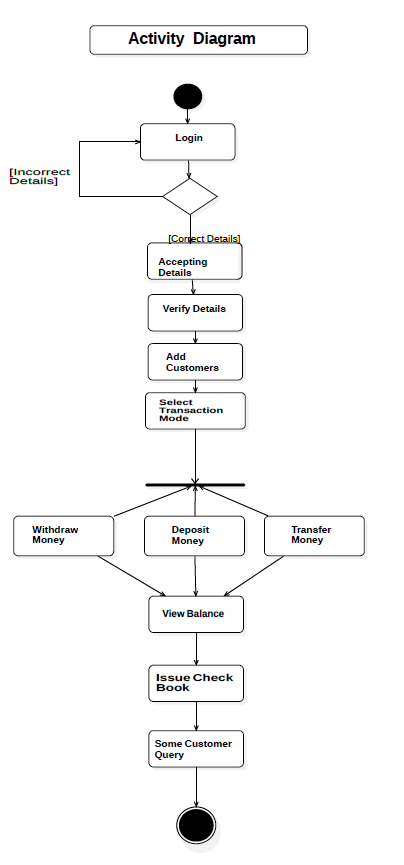 Activity Diagram
Login
[Incorrect
Details]
[Correct Details]
Accepting
Details
Verify Details
Add
Customers
Select
Transaction
Mode
Withdraw
Money
Deposit
Money
Transfer
Money
View Balance
Issue Check
Book
Some Customer
Query